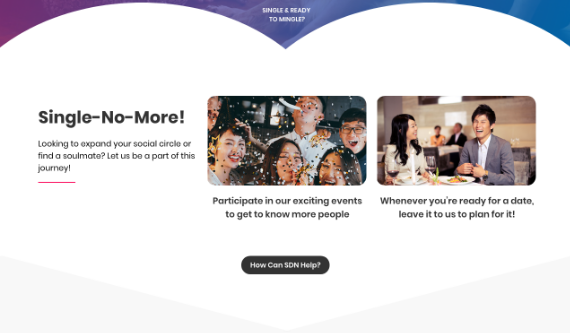 SINGLE & READY
TO MINGLE?
Single-No-More!
Looking to expand your social circle or
find a soulmate? Let us be a part of this
journey!
Participate in our exciting events
to get to know more people
Whenever you're ready for a date,
leave it to us to plan for it!
How Can SDN Help?